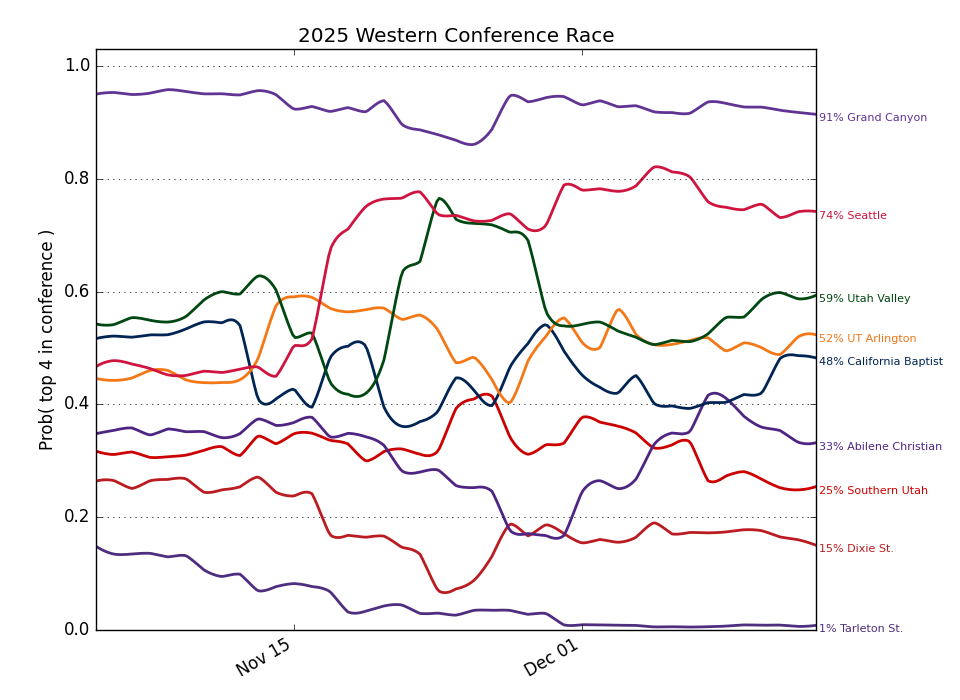 2025 Western Conference Race
Prob( top 4 in conference )
1.0
0.8
0.6
0.4
0.2
0.0
Nov 15
Dec 01
91% Grand Canyon
74% Seattle
59% Utah Valley
52% UT Arlington
48% California Baptist
33% Abilene Christian
25% Southern Utah
15% Dixie St.
1% Tarleton St.